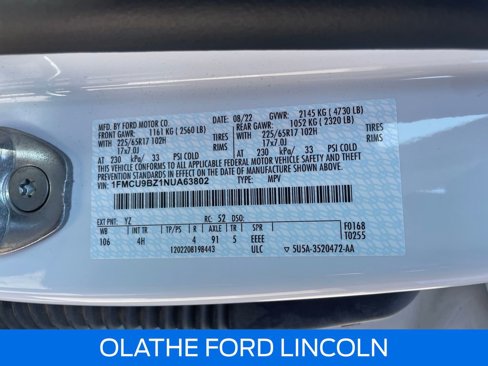 MFD. BY FORD MOTOR CO.
08/22 GVWR: 2145 KG (4730 LB)
FRONT GAWR: 1161 KG (2560 LB) REAR GAWR: 1052 KG (2320 LB)
WITH 225/65R17 102H TIRES WITH 225/65R17 102H TIRES
17x7.0J RIMS 17x7.0J RIMS
AT 230 kPa/ 33 PSI COLD AT 230 kPa/ 33 PSI COLD
THIS VEHICLE CONFORMS TO ALL APPLICABLE FEDERAL MOTOR VEHICLE SAFETY AND THEFT PREVENTION STANDARDS IN EFFECT ON THE DATE OF MANUFACTURE SHOWN ABOVE.
VIN: 1FMCU9BZ1NUA63802 TYPE: MPV
EXT PNT: YZ RC: 52 DSO: F0168
WB INT TR TP/PS R AXLE TR SPR T0255
106 4H 4 91 5 EEEE
1202208198443 ULC 5U5A-3520472-AA
OLATHE FORD LINCOLN